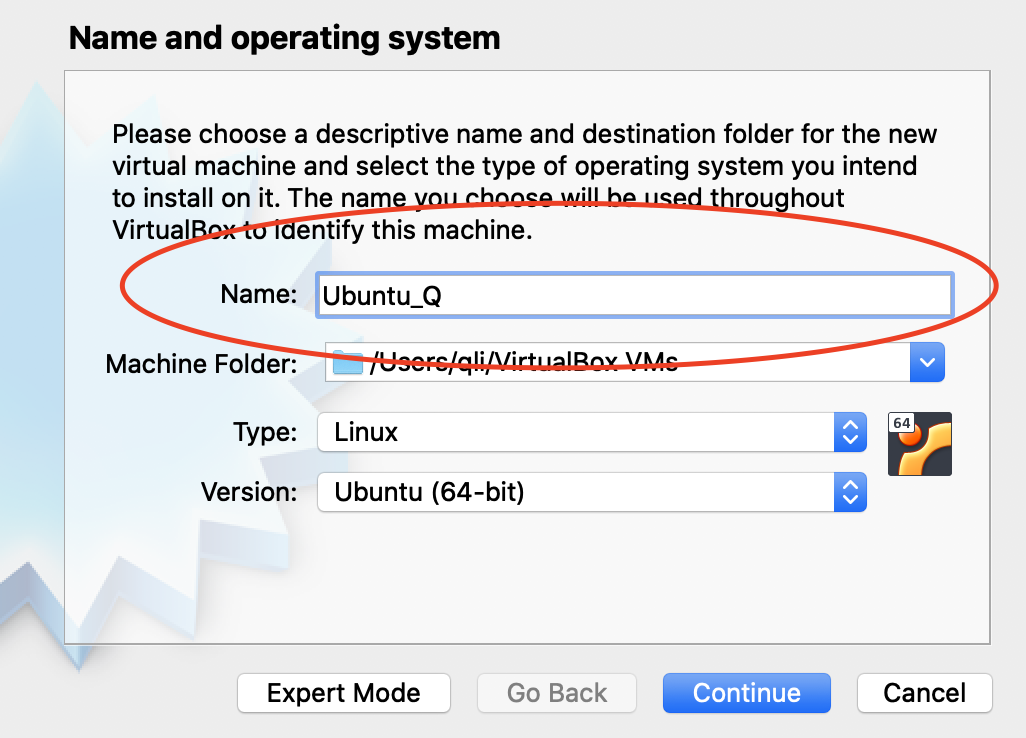 Name and operating system
Please choose a descriptive name and destination folder for the new
virtual machine and select the type of operating system you intend
to install on it. The name you choose will be used throughout
VirtualBox to identify this machine.
Name: Ubuntu_Q
Machine Folder: /Users/qli/VirtualBox VMs
Type: Linux
64
Version: Ubuntu (64-bit)
Expert Mode Go Back Continue Cancel